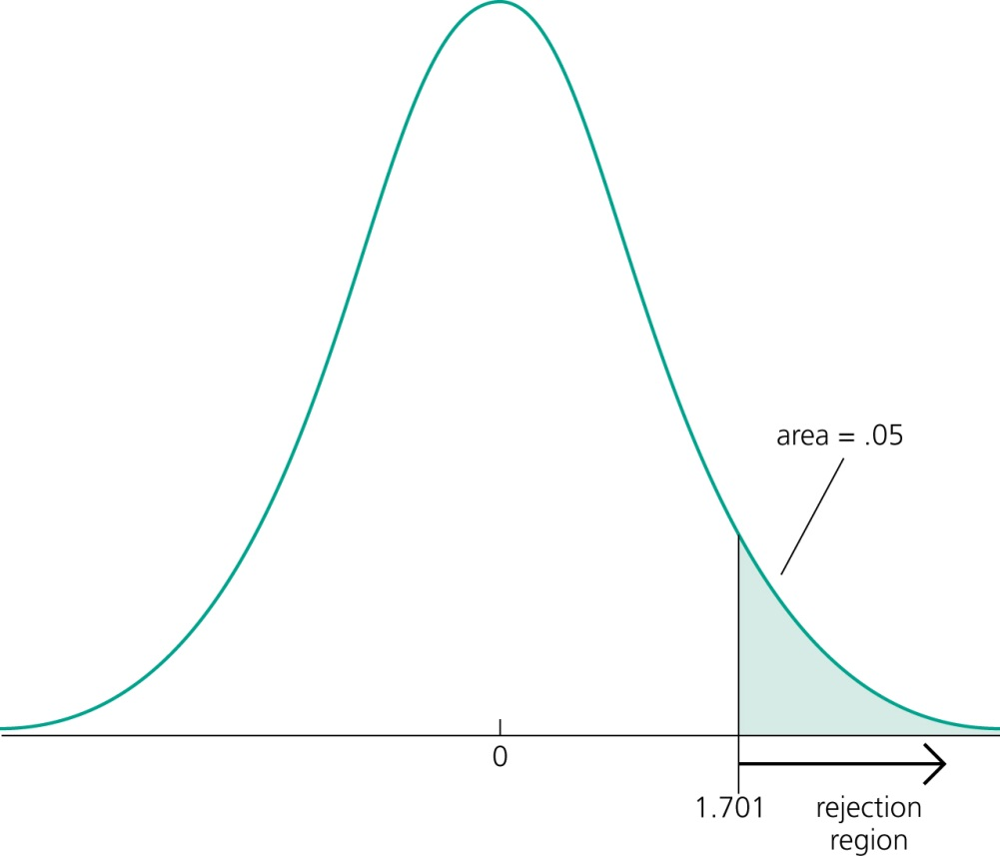 area = .05
0
1.701
rejection
region